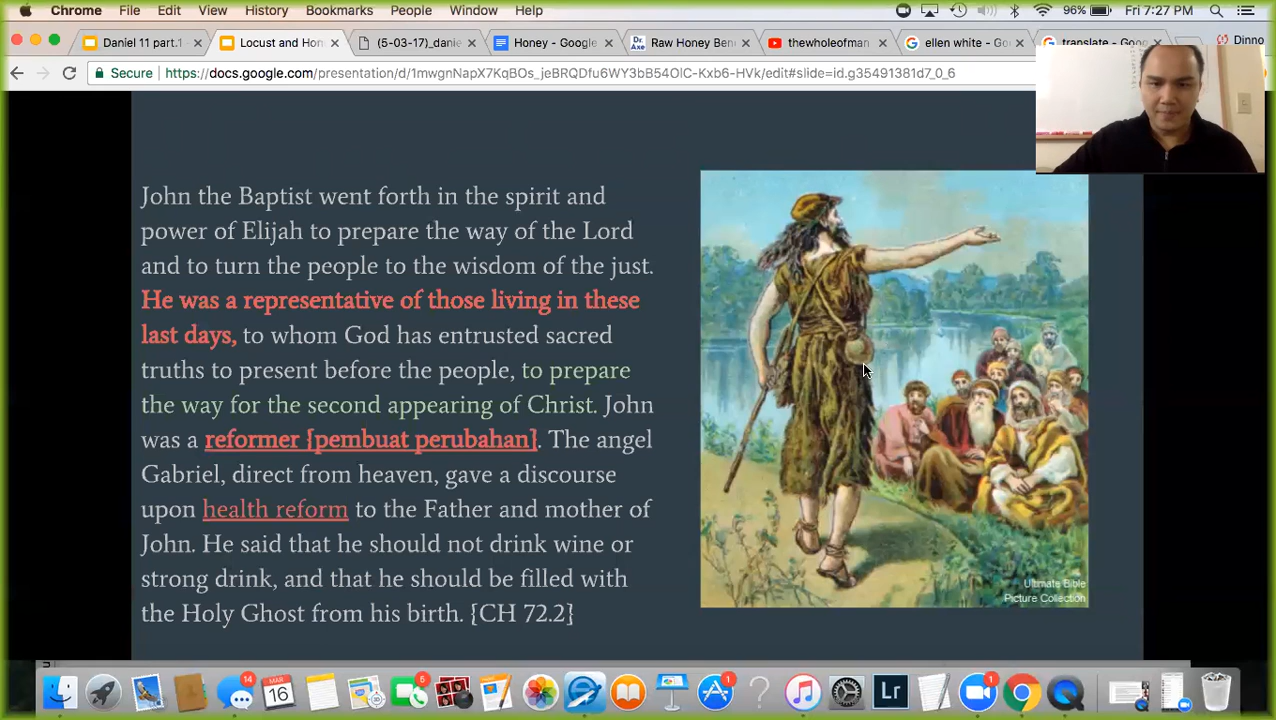 Chrome File Edit View History Bookmarks People Window Help 96% Fri 7:27 PM
Daniel 11 part.1 Locust and Hon (5-03-17)_danie Honey - Google Raw Honey Ben thewholeofman ellen white - Go translate - Goo Dinno
Secure https://docs.google.com/presentation/d/1mwgnNapX7KqBOs_jeBRQDfu6WY3bB54OlC-Kxb6-HVk/edit#slide=id.g35491381d7_0_6
John the Baptist went forth in the spirit and
power of Elijah to prepare the way of the Lord
and to turn the people to the wisdom of the just.
He was a representative of those living in these
last days, to whom God has entrusted sacred
truths to present before the people, to prepare
the way for the second appearing of Christ. John
was a reformer [pembuat perubahan]. The angel
Gabriel, direct from heaven, gave a discourse
upon health reform to the Father and mother of
John. He said that he should not drink wine or
strong drink, and that he should be filled with
the Holy Ghost from his birth. {CH 72.2}
Ultimate Bible
Picture Collection
14 MAR 16 5 1 ? Lr 1